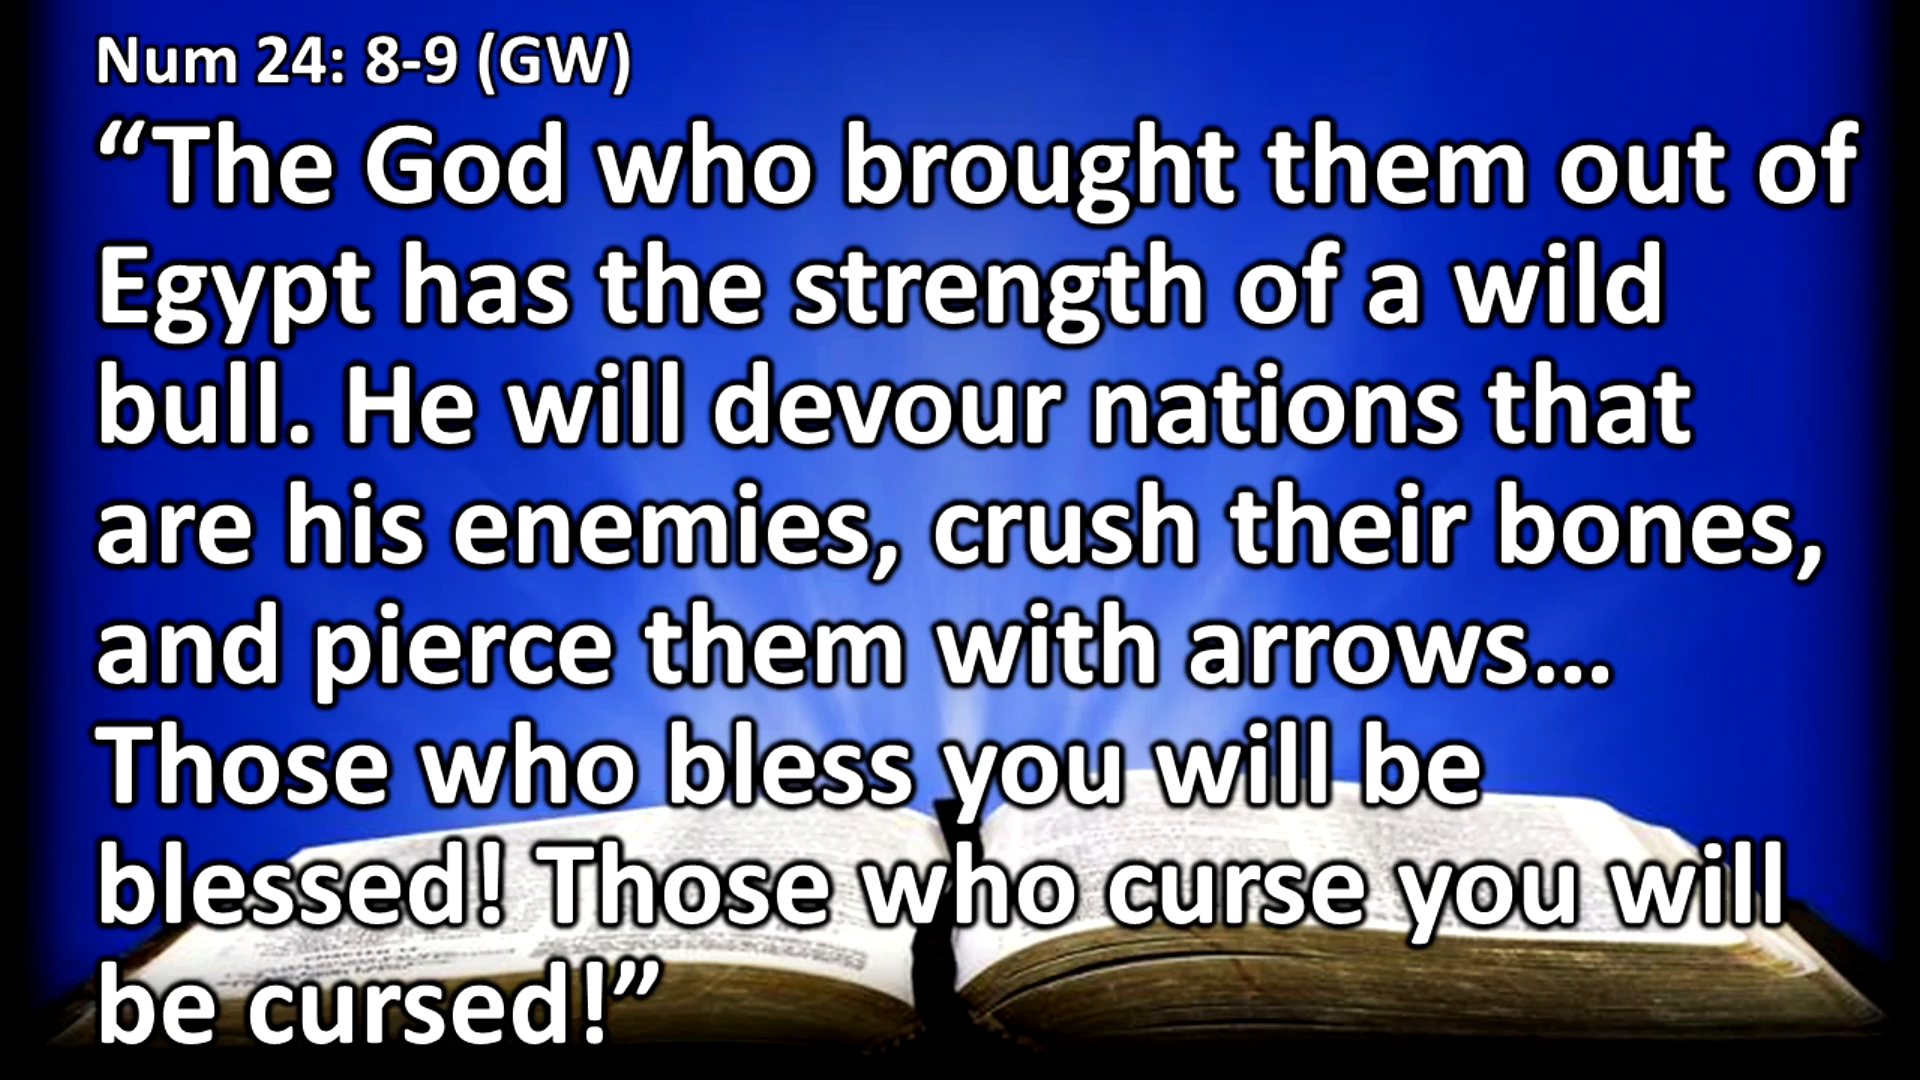 Num 24: 8-9 (GW)
“The God who brought them out of
Egypt has the strength of a wild
bull. He will devour nations that
are his enemies, crush their bones,
and pierce them with arrows...
Those who bless you will be
blessed! Those who curse you will
be cursed!”